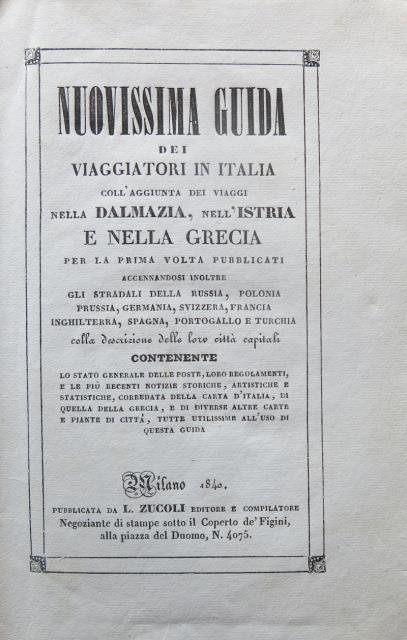 NUOVISSIMA GUIDA
DEI
VIAGGIATORI IN ITALIA
COLL'AGGIUNTA DEI VIAGGI
NELLA DALMAZIA, NELL'ISTRIA
E NELLA GRECIA
PER LA PRIMA VOLTA PUBBLICATI
ACCENNANDOSI INOLTRE
GLI STRADALI DELLA RUSSIA, POLONIA
PRUSSIA, GERMANIA, SVIZZERA, FRANCIA
INGHILTERRA, SPAGNA, PORTOGALLO E TURCHIA
colla descrizione delle loro città capitali
CONTENENTE
LO STATO GENERALE DELLE POSTE, LORO REGOLAMENTI,
E LE PIÙ RECENTI NOTIZIE STORICHE, ARTISTICHE E
STATISTICHE, CORREDATA DELLA CARTA D'ITALIA, DI
QUELLA DELLA GRECIA, E DI DIVERSE ALTRE CARTE
E PIANTE DI CITTÀ, TUTTE UTILISSIME ALL'USO DI
QUESTA GUIDA
Milano 1840.
PUBBLICATA DA L. ZUCOLI EDITORE E COMPILATORE
Negoziante di stampe sotto il Coperto de' Figini,
alla piazza del Duomo, N. 4075.